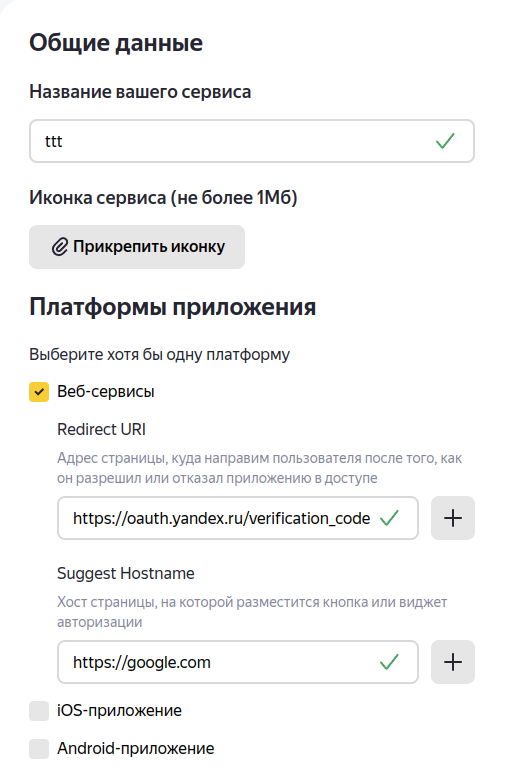 Общие данные
Название вашего сервиса
ttt
Иконка сервиса (не более 1Мб)
Прикрепить иконку
Платформы приложения
Выберите хотя бы одну платформу
Веб-сервисы
Redirect URI
Адрес страницы, куда направим пользователя после того, как
он разрешил или отказал приложению в доступе
https://oauth.yandex.ru/verification_code
Suggest Hostname
Хост страницы, на которой разместится кнопка или виджет
авторизации
https://google.com
iOS-приложение
Android-приложение